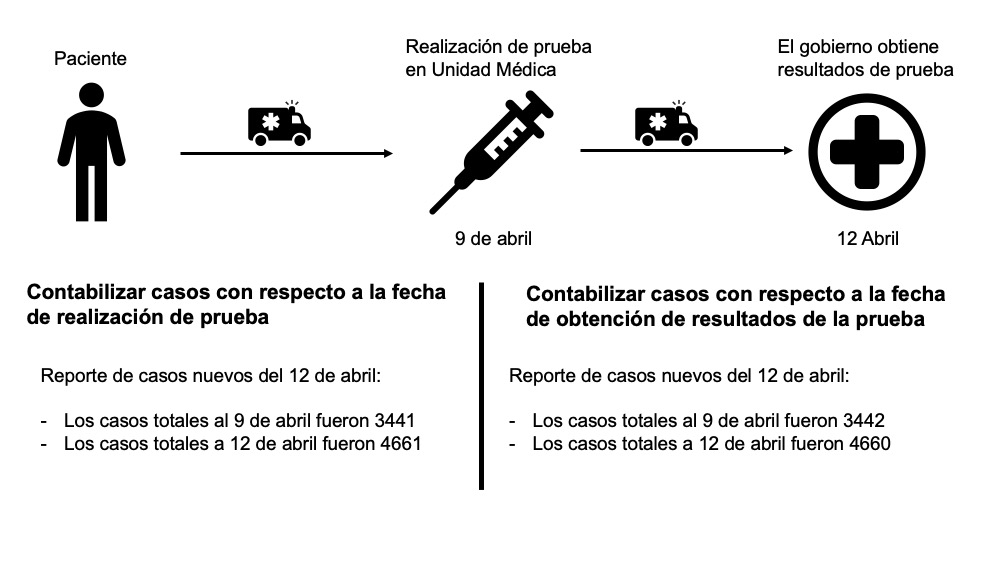 Paciente
Realización de prueba
en Unidad Médica
El gobierno obtiene
resultados de prueba
9 de abril
12 Abril
Contabilizar casos con respecto a la fecha
de realización de prueba
Reporte de casos nuevos del 12 de abril:
- Los casos totales al 9 de abril fueron 3441
- Los casos totales a 12 de abril fueron 4661
Contabilizar casos con respecto a la fecha
de obtención de resultados de la prueba
Reporte de casos nuevos del 12 de abril:
- Los casos totales al 9 de abril fueron 3442
- Los casos totales a 12 de abril fueron 4660